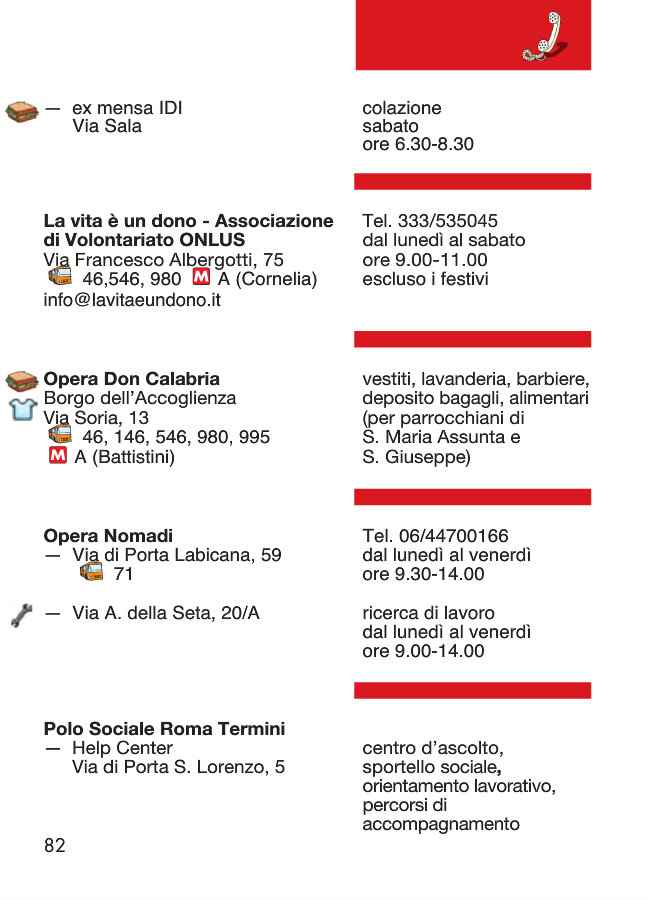 — ex mensa IDI
Via Sala
colazione
sabato
ore 6.30-8.30
La vita è un dono - Associazione
di Volontariato ONLUS
Via Francesco Albergotti, 75
46,546, 980 M A (Cornelia)
info@lavitaeundono.it
Tel. 333/535045
dal lunedì al sabato
ore 9.00-11.00
escluso i festivi
Opera Don Calabria
Borgo dell’Accoglienza
Via Soria, 13
46, 146, 546, 980, 995
M A (Battistini)
vestiti, lavanderia, barbiere,
deposito bagagli, alimentari
(per parrocchiani di
S. Maria Assunta e
S. Giuseppe)
Opera Nomadi
— Via di Porta Labicana, 59
71
Tel. 06/44700166
dal lunedì al venerdì
ore 9.30-14.00
— Via A. della Seta, 20/A
ricerca di lavoro
dal lunedì al venerdì
ore 9.00-14.00
Polo Sociale Roma Termini
— Help Center
Via di Porta S. Lorenzo, 5
centro d’ascolto,
sportello sociale,
orientamento lavorativo,
percorsi di
accompagnamento
82